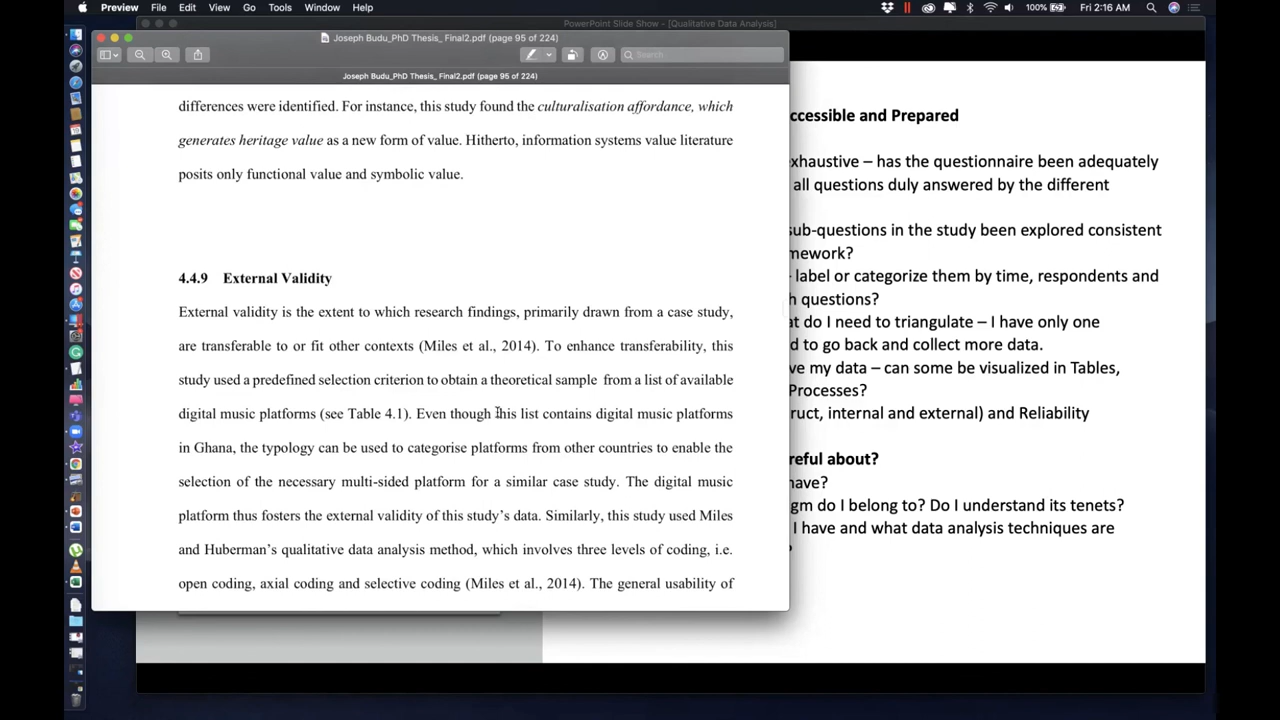 Preview File Edit View Go Tools Window Help 100% Fri 2:16 AM
PowerPoint Slide Show - [Qualitative Data Analysis]
Joseph Budu_PhD Thesis_ Final2.pdf (page 95 of 224)
Search
Joseph Budu_PhD Thesis_ Final2.pdf (page 95 of 224)
differences were identified. For instance, this study found the culturalisation affordance, which
generates heritage value as a new form of value. Hitherto, information systems value literature
posits only functional value and symbolic value.
4.4.9 External Validity
External validity is the extent to which research findings, primarily drawn from a case study,
are transferable to or fit other contexts (Miles et al., 2014). To enhance transferability, this
study used a predefined selection criterion to obtain a theoretical sample from a list of available
digital music platforms (see Table 4.1). Even though this list contains digital music platforms
in Ghana, the typology can be used to categorise platforms from other countries to enable the
selection of the necessary multi-sided platform for a similar case study. The digital music
platform thus fosters the external validity of this study's data. Similarly, this study used Miles
and Huberman's qualitative data analysis method, which involves three levels of coding, i.e.
open coding, axial coding and selective coding (Miles et al., 2014). The general usability of
ccessible and Prepared
xhaustive – has the questionnaire been adequately
all questions duly answered by the different
sub-questions in the study been explored consistent
mework?
- label or categorize them by time, respondents and
h questions?
at do I need to triangulate – I have only one
d to go back and collect more data.
ve my data – can some be visualized in Tables,
Processes?
ruct, internal and external) and Reliability
reful about?
have?
gm do I belong to? Do I understand its tenets?
I have and what data analysis techniques are